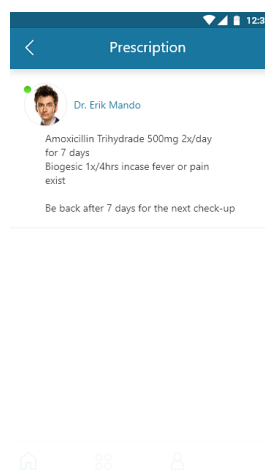 12:3
Prescription
Dr. Erik Mando
Amoxicillin Trihydrade 500mg 2x/day
for 7 days
Biogesic 1x/4hrs incase fever or pain
exist
Be back after 7 days for the next check-up